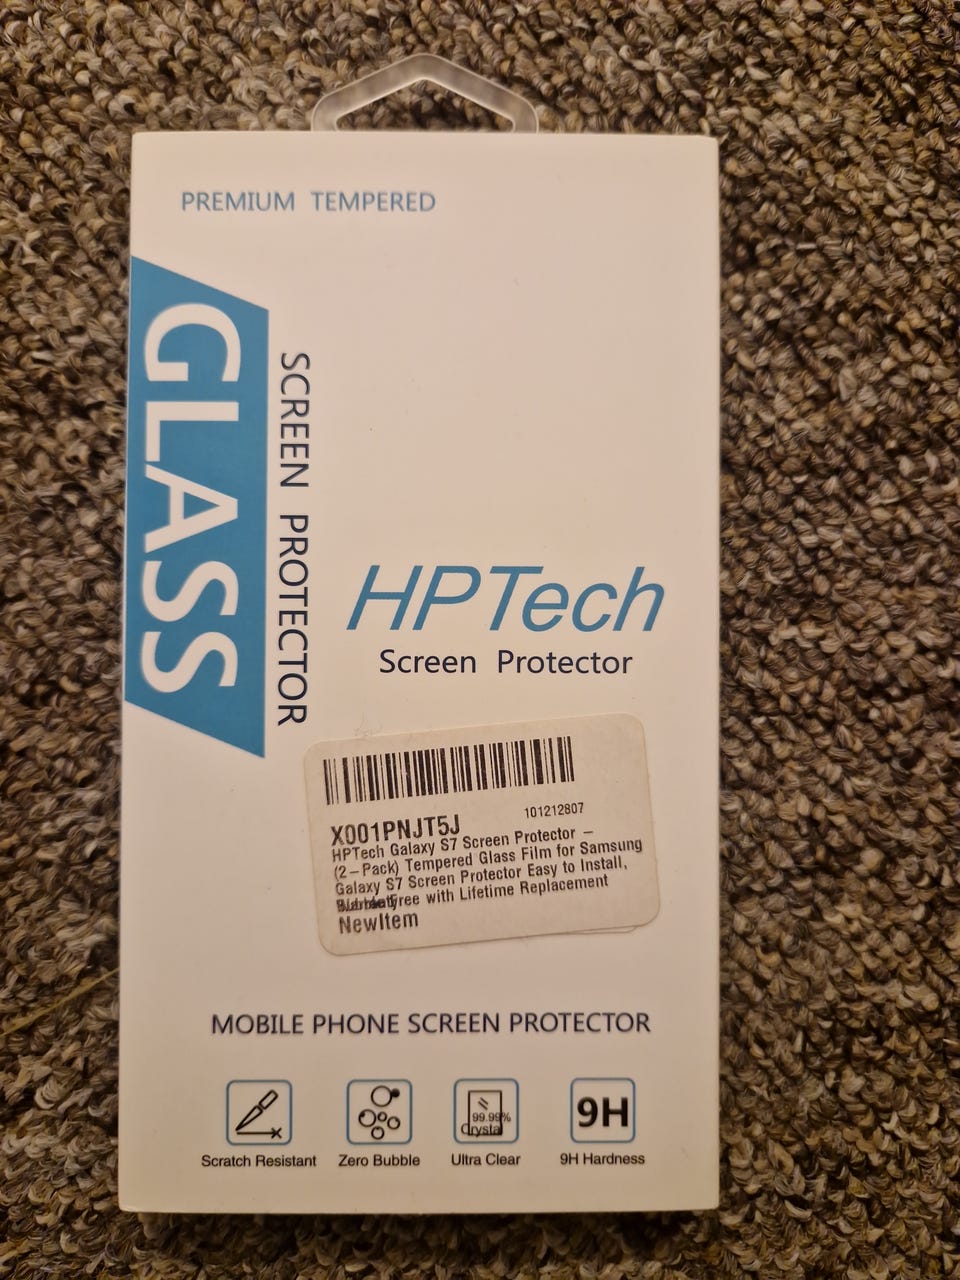 PREMIUM TEMPERED
GLASS
SCREEN PROTECTOR
HPTech
Screen Protector
X001PNJT5J
101212807
HPTech Galaxy S7 Screen Protector –
(2–Pack) Tempered Glass Film for Samsung
Galaxy S7 Screen Protector Easy to Install,
Free with Lifetime Replacement
NewItem
MOBILE PHONE SCREEN PROTECTOR
99.99%
Crystal
9H
Scratch Resistant
Zero Bubble
Ultra Clear
9H Hardness